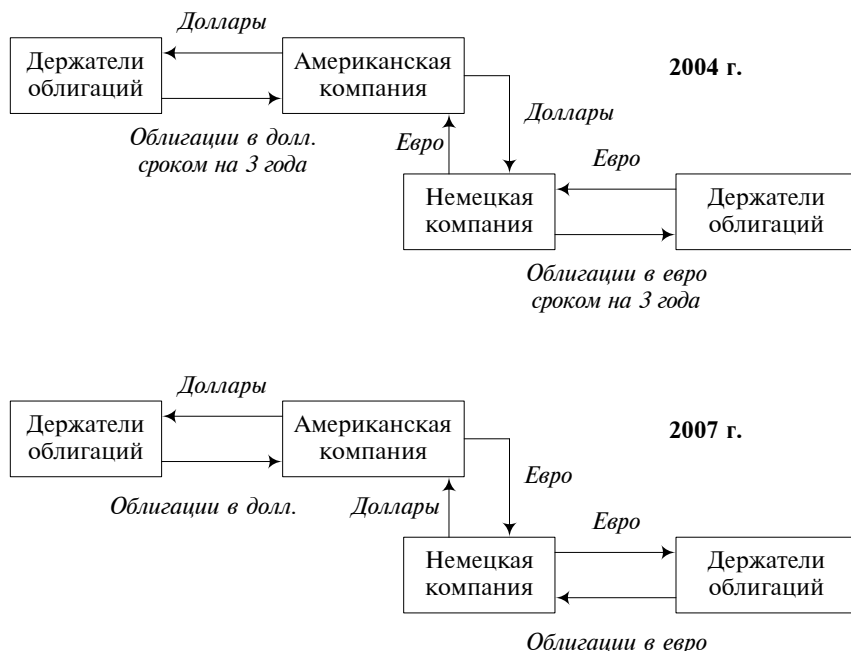 Доллары
Держатели
облигаций
Американская
компания
2004 г.
Облигации в долл.
сроком на 3 года
Евро
Доллары
Евро
Немецкая
компания
Держатели
облигаций
Облигации в евро
сроком на 3 года
Доллары
Держатели
облигаций
Американская
компания
2007 г.
Облигации в долл.
Доллары
Евро
Евро
Немецкая
компания
Держатели
облигаций
Облигации в евро